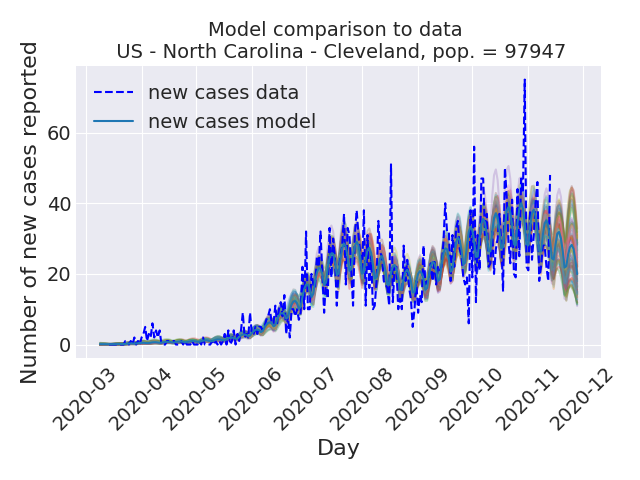 Model comparison to data
US - North Carolina - Cleveland, pop. = 97947
Number of new cases reported
60
40
20
0
new cases data
new cases model
2020-03
2020-04
2020-05
2020-06
2020-07
2020-08
2020-09
2020-10
2020-11
2020-12
Day